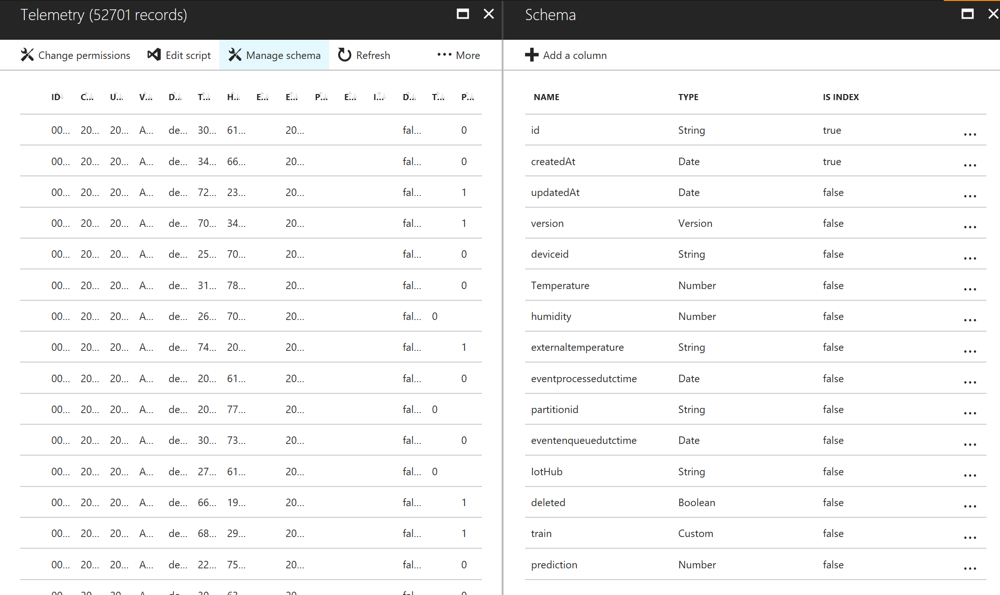 Telemetry (52701 records)
Change permissions Edit script Manage schema Refresh ••• More
ID C... U... V... D... T... H... E... E... P... E... I... D... T... P...
00... 20... 20... A... de... 30... 61... 20... fal... 0
00... 20... 20... A... de... 34... 66... 20... fal... 0
00... 20... 20... A... de... 72... 23... 20... fal... 1
00... 20... 20... A... de... 70... 34... 20... fal... 1
00... 20... 20... A... de... 25... 70... 20... fal... 0
00... 20... 20... A... de... 31... 78... 20... fal... 0
00... 20... 20... A... de... 26... 70... 20... fal... 0
00... 20... 20... A... de... 74... 20... 20... fal... 1
00... 20... 20... A... de... 20... 61... 20... fal... 0
00... 20... 20... A... de... 20... 77... 20... fal... 0
00... 20... 20... A... de... 30... 73... 20... fal... 0
00... 20... 20... A... de... 27... 61... 20... fal... 0
00... 20... 20... A... de... 66... 19... 20... fal... 1
00... 20... 20... A... de... 68... 29... 20... fal... 1
00... 20... 20... A... de... 22... 75... 20... fal... 0
00... 20... 20... A... de... 30... 63... 20... fal... 0
Schema
Add a column
NAME TYPE IS INDEX
id String true ...
createdAt Date true ...
updatedAt Date false ...
version Version false ...
deviceid String false ...
Temperature Number false ...
humidity Number false ...
externaltemperature String false ...
eventprocessedutctime Date false ...
partitionid String false ...
eventenqueuedutctime Date false ...
IotHub String false ...
deleted Boolean false ...
train Custom false ...
prediction Number false ...